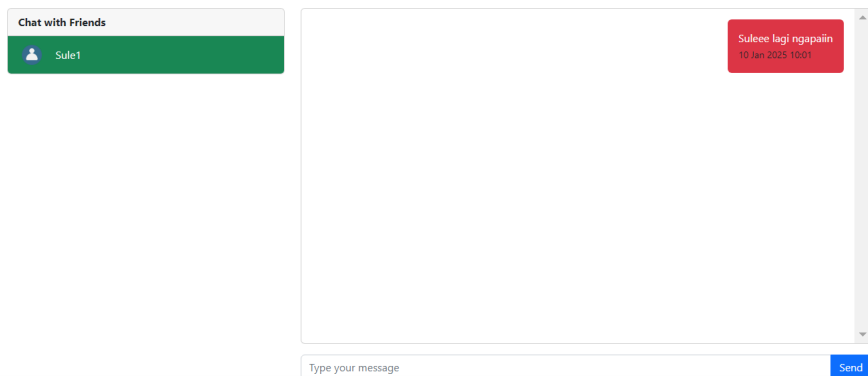 Chat with Friends
Sule1
Suleee lagi ngapaiin
10 Jan 2025 10:01
Type your message
Send